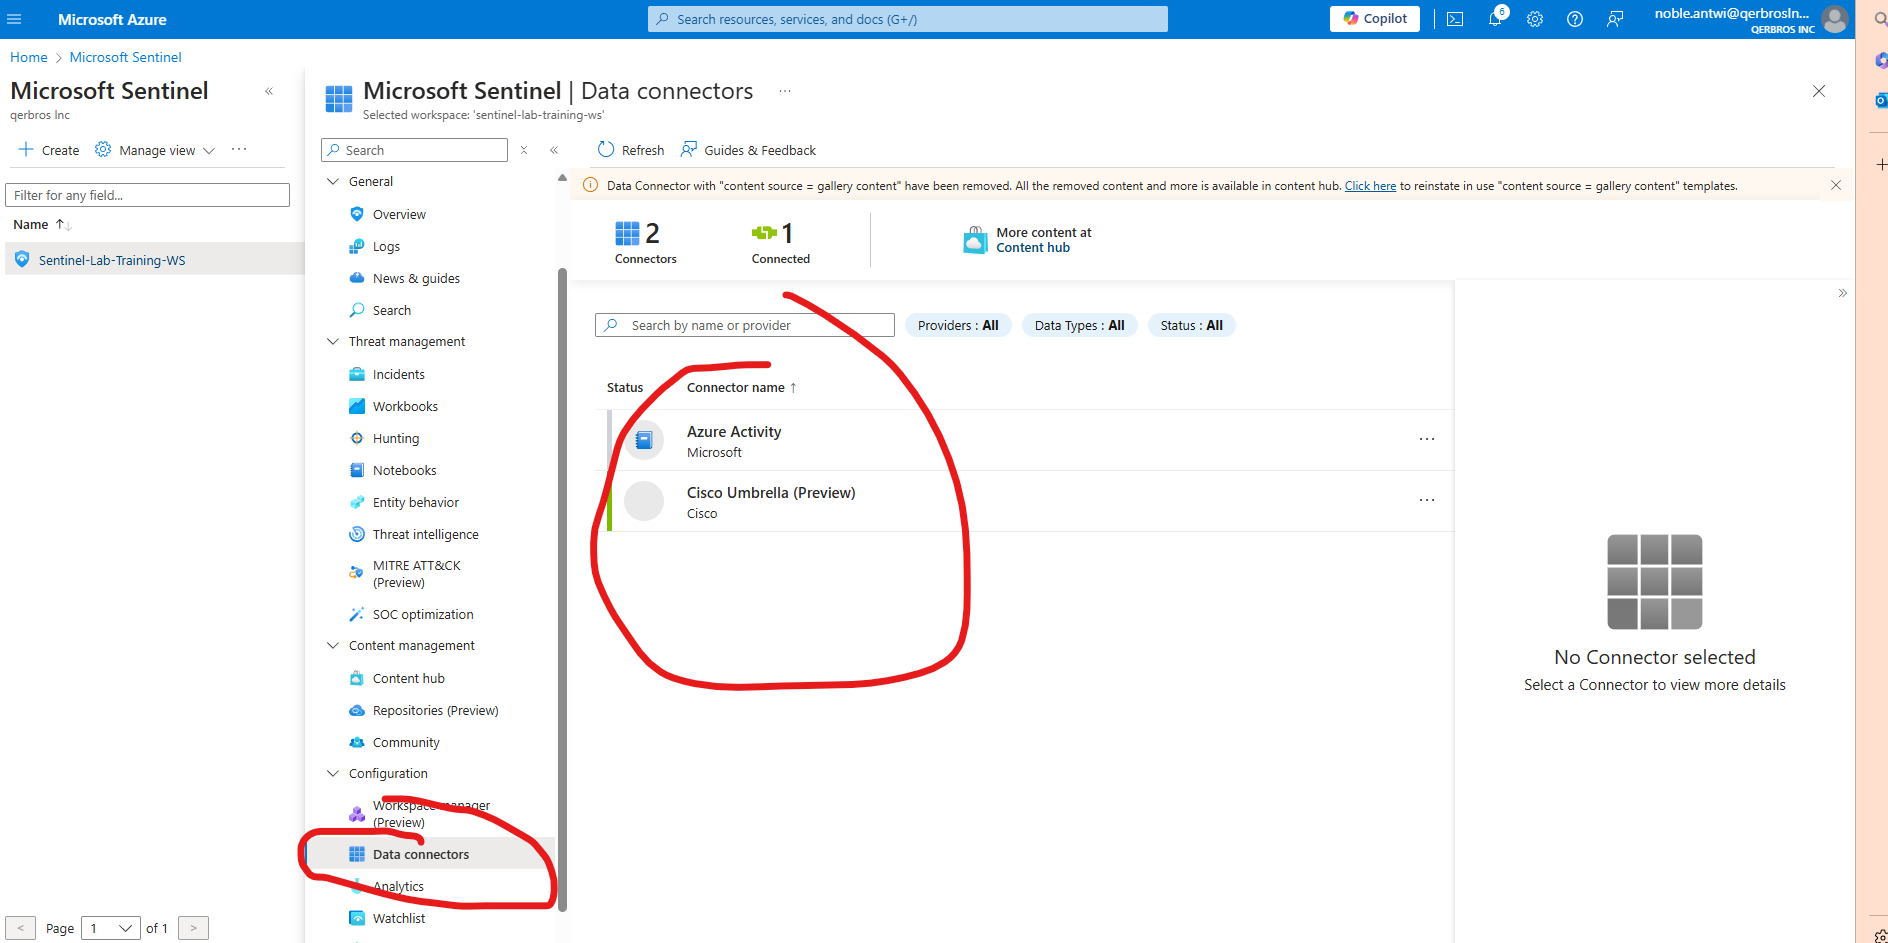 Microsoft Azure
Search resources, services, and docs (G+/)
Copilot
6
noble.antwi@qerbrosIn...
QERBROS INC
Home > Microsoft Sentinel
Microsoft Sentinel
qerbros Inc
Create
Manage view
...
Filter for any field...
Name
Sentinel-Lab-Training-WS
< Page 1 of 1 >
Microsoft Sentinel | Data connectors ...
Selected workspace: 'sentinel-lab-training-ws'
Search
General
Overview
Logs
News & guides
Search
Threat management
Incidents
Workbooks
Hunting
Notebooks
Entity behavior
Threat intelligence
MITRE ATT&CK
(Preview)
SOC optimization
Content management
Content hub
Repositories (Preview)
Community
Configuration
Workspace manager
(Preview)
Data connectors
Analytics
Watchlist
Refresh
Guides & Feedback
Data Connector with "content source = gallery content" have been removed. All the removed content and more is available in content hub. Click here to reinstate in use "content source = gallery content" templates.
2
Connectors
1
Connected
More content at
Content hub
Search by name or provider
Providers : All
Data Types : All
Status : All
Status
Connector name
Azure Activity
Microsoft
...
Cisco Umbrella (Preview)
Cisco
...
No Connector selected
Select a Connector to view more details